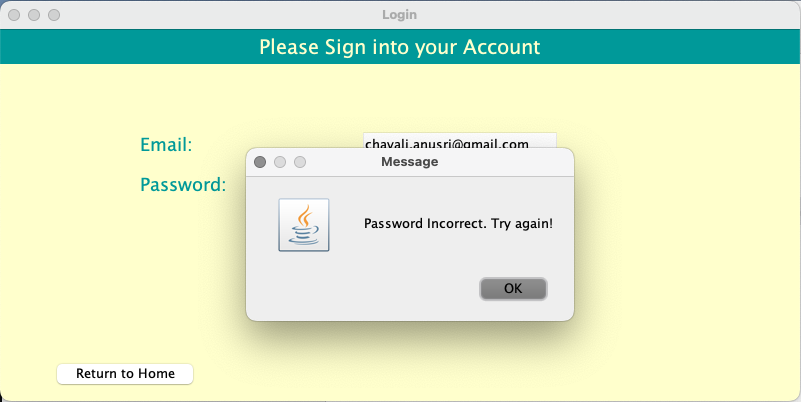 Login
Please Sign into your Account
Email:
chavali.anusri@gmail.com
Message
Password:
Password Incorrect. Try again!
OK
Return to Home